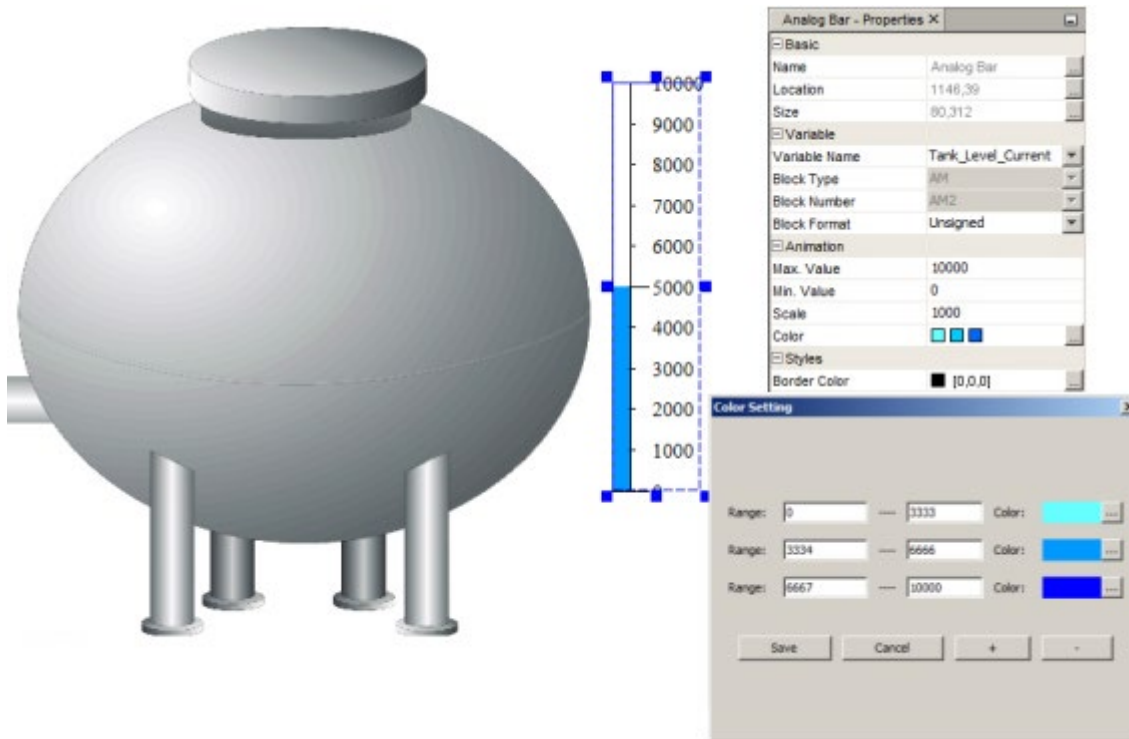 10000
9000
8000
7000
6000
5000
4000
3000
2000
1000
0
Analog Bar - Properties
Basic
Name Analog Bar ...
Location 1146,39 ...
Size 80,312 ...
Variable
Variable Name Tank_Level_Current
Block Type AM
Block Number AM2
Block Format Unsigned
Animation
Max. Value 10000
Min. Value 0
Scale 1000
Color ...
Styles
Border Color [0,0,0] ...
Color Setting
Range: 0 ---- 3333 Color: ...
Range: 3334 ---- 6666 Color: ...
Range: 6667 ---- 10000 Color: ...
Save Cancel + -